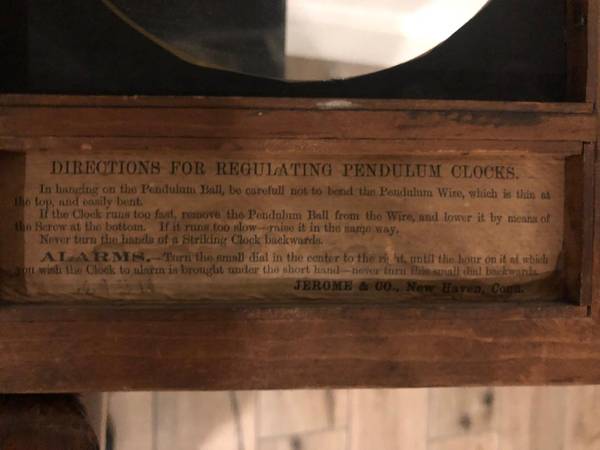 DIRECTIONS FOR REGULATING PENDULUM CLOCKS.
In hanging on the Pendulum Ball, be carefull not to bend the Pendulum Wire, which is thin at
the top, and easily bent.
If the Clock runs too fast, remove the Pendulum Ball from the Wire, and lower it by means of
the Screw at the bottom. If it runs too slow—raise it in the same way.
Never turn the hands of a Striking Clock backwards.
ALARMS.—Turn the small dial in the center to the right, until the hour on it at which
you wish the Clock to alarm is brought under the short hand—never turn this small dial backwards.
JEROME & CO., New Haven, Conn.